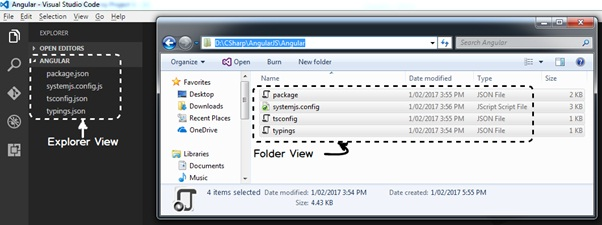 Angular - Visual Studio Code
File Edit Selection View Go Help
EXPLORER
OPEN EDITORS
ANGULAR
package.json
systemjs.config.js
tsconfig.json
typings.json
Explorer View
D:\CSharp\AngularJS\Angular
Search Angular
Organize Open Burn New folder
Favorites
Desktop
Downloads
Recent Places
OneDrive
Libraries
Documents
Music
Name Date modified Type Size
package 1/02/2017 3:55 PM JSON File 2 KB
systemjs.config 1/02/2017 3:56 PM JScript Script File 3 KB
tsconfig 1/02/2017 3:55 PM JSON File 1 KB
typings 1/02/2017 3:54 PM JSON File 1 KB
Folder View
4 items selected Date modified: 1/02/2017 3:54 PM Date created: 1/02/2017 5:55 PM
Size: 4.43 KB